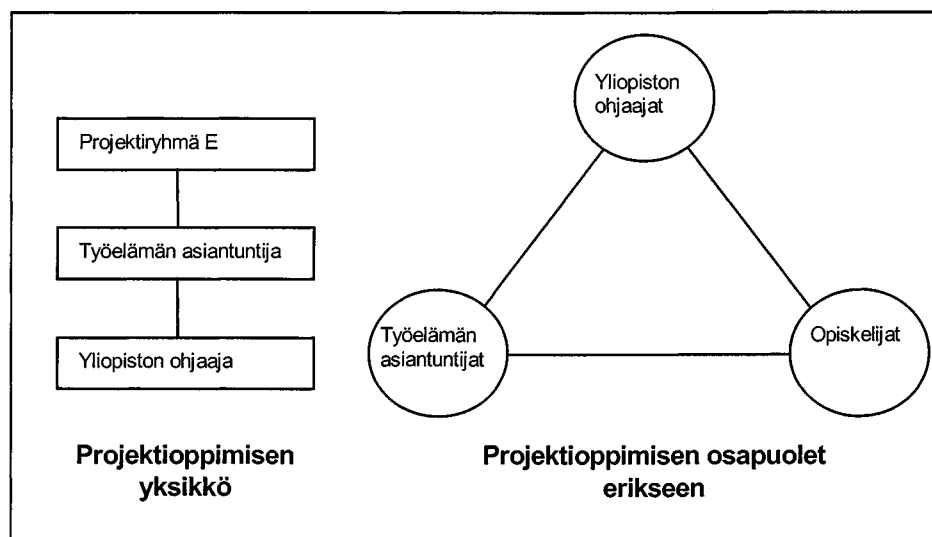 Projektiryhmä E
Työelämän asiantuntija
Yliopiston ohjaaja
Projektioppimisen
yksikkö
Yliopiston
ohjaajat
Työelämän
asiantuntijat
Opiskelijat
Projektioppimisen osapuolet
erikseen